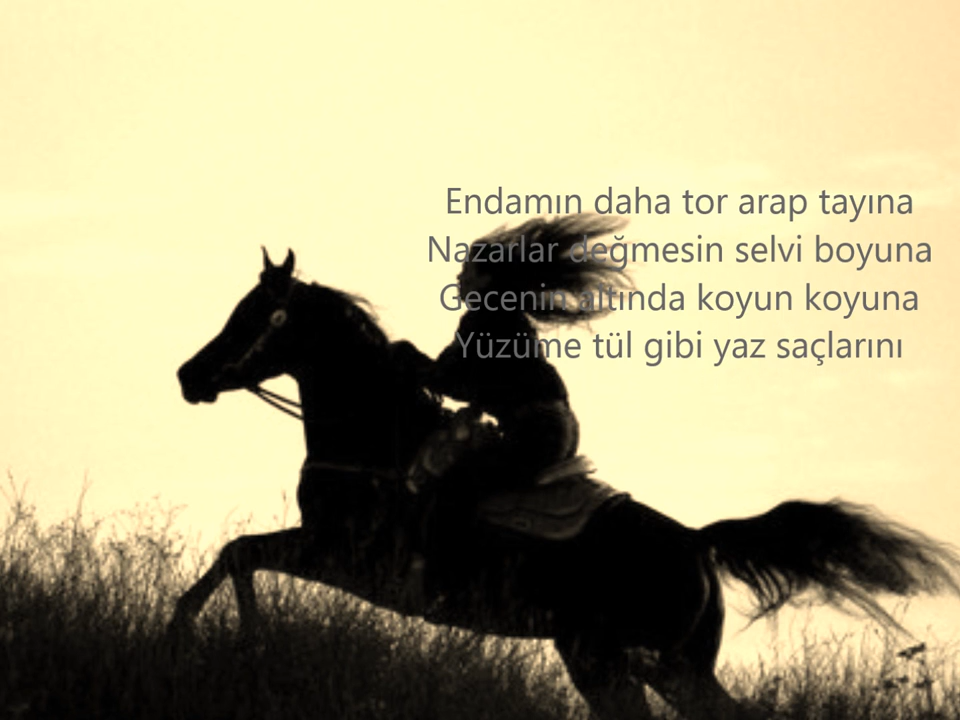 Endamın daha tor arap tayına
Nazarlar değmesin selvi boyuna
Gecenin altında koyun koyuna
Yüzüme tül gibi yaz saçlarını